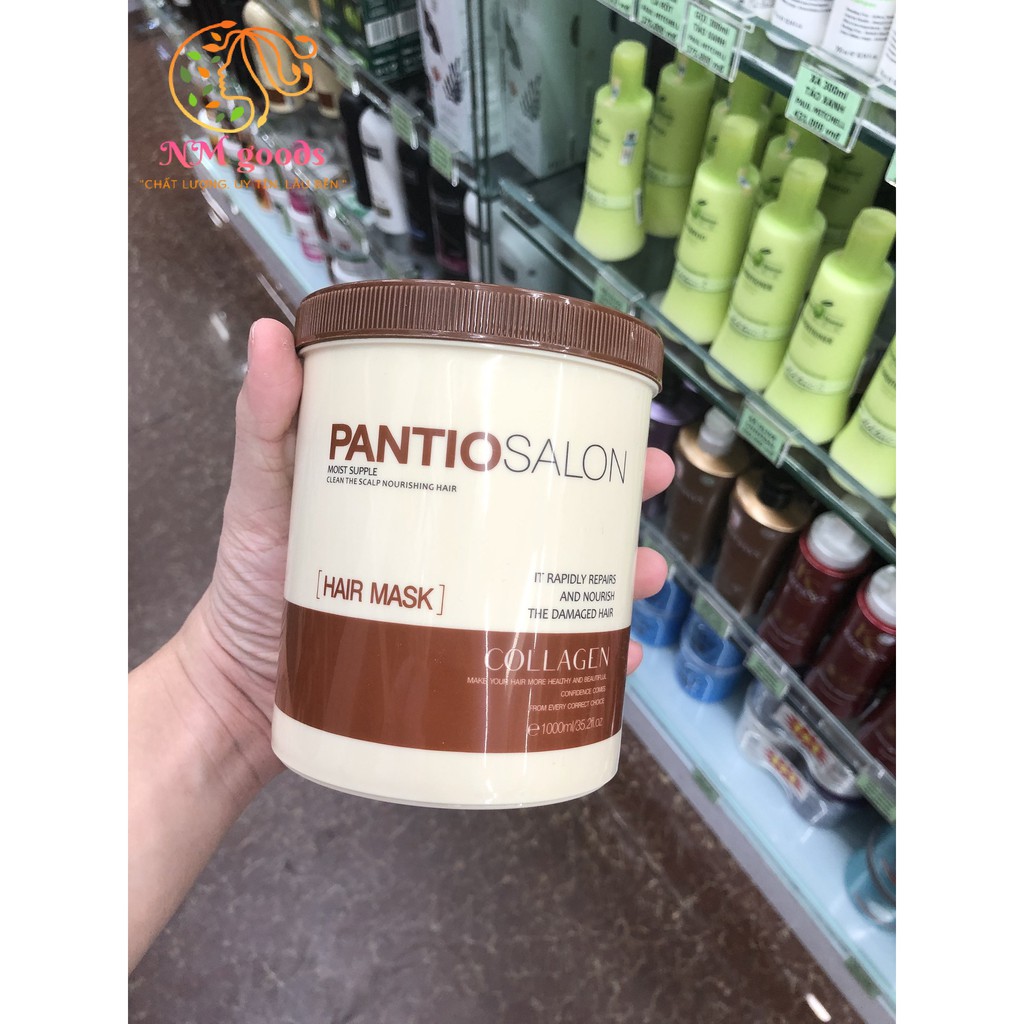 NM goods
"CHẤT LƯỢNG, UY TÍN, LÂU BỀN"
PANTIOSALON
MOIST SUPPLE
CLEAN THE SCALP NOURISHING HAIR
[HAIR MASK]
IT RAPIDLY REPAIRS
AND NOURISH
THE DAMAGED HAIR
COLLAGEN
MAKE YOUR HAIR MORE HEALTHY AND BEAUTIFUL
CONFIDENCE COMES
FROM EVERY CORRECT CHOICE
℮1000ml/35.2fl.oz
XẢ 300ml